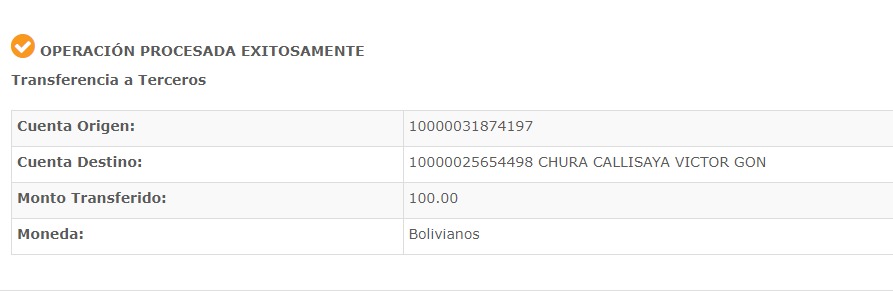 OPERACIÓN PROCESADA EXITOSAMENTE
Transferencia a Terceros
Cuenta Origen: 10000031874197
Cuenta Destino: 10000025654498 CHURA CALLISAYA VICTOR GON
Monto Transferido: 100.00
Moneda: Bolivianos